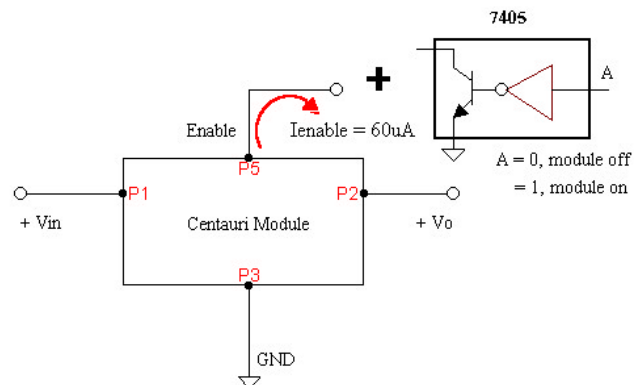 7405
+
A
Enable
Ienable = 60uA
A = 0, module off
= 1, module on
P5
P1
P2
+ Vin
Centauri Module
+ Vo
P3
GND